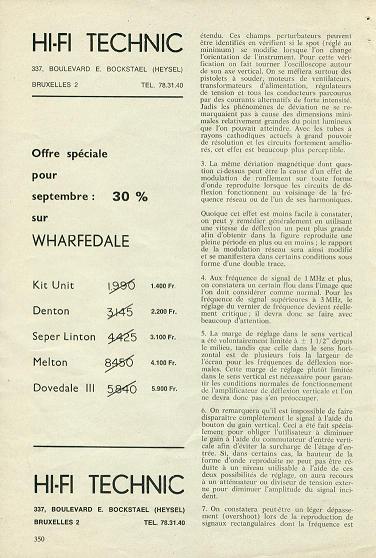 HI-FI TECHNIC
337, BOULEVARD E. BOCKSTAEL (HEYSEL)
BRUXELLES 2 TEL. 78.31.40
Offre spéciale
pour
septembre : 30 %
sur
WHARFEDALE
Kit Unit 1,990 1.400 Fr.
Denton 3,145 2.200 Fr.
Seper Linton 4,425 3.100 Fr.
Melton 8450 4.100 Fr.
Dovedale III 5,840 5.900 Fr.
HI-FI TECHNIC
337, BOULEVARD E. BOCKSTAEL (HEYSEL)
BRUXELLES 2 TEL. 78.31.40
350
étendu. Ces champs perturbateurs peuvent
être identifiés en vérifiant si le spot (réglé au
minimum) se modifie lorsque l'on change
l'orientation de l'instrument. Pour cette véri-
fication on fait tourner l'oscilloscope autour
de son axe vertical. On se méfiera surtout des
pistolets à souder, moteurs de ventilateurs,
transformateurs d'alimentation, régulateurs
de tension et tous les conducteurs parcourus
par des courants alternatifs de forte intensité.
Jadis les phénomènes de déviation ne se re-
marquaient pas à cause des dimensions mini-
males relativement grandes du point lumineux
que l'on pouvait atteindre. Avec les tubes à
rayons cathodiques actuels à grand pouvoir
de résolution et les circuits fortement amélio-
rés, cet effet est beaucoup plus perceptible.
3. La même déviation magnétique dont ques-
tion ci-dessus peut être la cause d'un effet de
modulation de ronflement sur toute forme
d'onde reproduite lorsque les circuits de dé-
flexion fonctionnent au voisinage de la fré-
quence réseau ou de l'un de ses harmoniques.
Quoique cet effet est moins facile à constater,
on peut y remédier généralement en utilisant
une vitesse de déflexion un peu plus grande
afin d'obtenir dans la figure reproduite une
pleine période en plus ou en moins ; le rapport
de la modulation réseau sera ainsi modifié
et se manifestera dans certains conditions sous
forme d'une double trace.
4. Aux fréquence de signal de 1 MHz et plus,
on constatera un certain flou dans l'image que
l'on doit considérer comme normal. Pour les
fréquence de signal supérieurs à 3 MHz, le
réglage du vernier de fréquence devient réelle-
ment critique ; il devra donc se faire avec
beaucoup d'attention.
5. La marge de réglage dans le sens vertical
a été volontairement limitée à ± 1 1/2" depuis
le milieu, tandis que celle dans le sens hori-
zontal est de plusieurs fois la largeur de
l'écran pour les fréquences de déflexion nor-
males. Cette marge de réglage plutôt limitée
dans le sens vertical est nécessaire pour garan-
tir les conditions normales de fonctionnement
de l'amplificateur de déflexion verticale et l'on
ne devra donc pas s'en préoccuper.
6. On remarquera qu'il est impossible de faire
disparaître complètement le signal à l'aide du
bouton du gain vertical. Ceci a été fait spécia-
lement pour obliger l'utilisateur à diminuer
le gain à l'aide du commutateur d'entrée verti-
cale afin d'éviter la surcharge de l'étage d'en-
trée. Si, dans certains cas, la hauteur de la
forme d'onde reproduite ne peut pas être ré-
duite à un niveau utilisable à l'aide de ces
deux possibilités de réglage, on aura recours
à un atténuateur ou diviseur de tension exter-
ne pour diminuer l'amplitude du signal inci-
dent.
7. On constatera peut-être un léger dépasse-
ment (overshoot) lors de la reproduction de
signaux rectangulaires dont la fréquence est